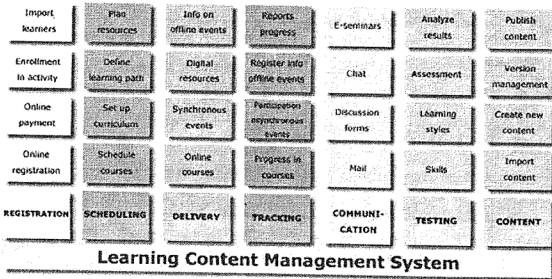 Import learners
Plan resources
Info on offline events
Reports progress
E-seminars
Analyze results
Publish content
Enrollment in activity
Define learning path
Digital resources
Register info offline events
Chat
Assessment
Version management
Online payment
Set up curriculum
Synchronous events
Participation asynchronous events
Discussion forms
Learning styles
Create new content
Online registration
Schedule courses
Online courses
Progress in courses
Mail
Skills
Import content
REGISTRATION
SCHEDULING
DELIVERY
TRACKING
COMMUNI-
CATION
TESTING
CONTENT
Learning Content Management System